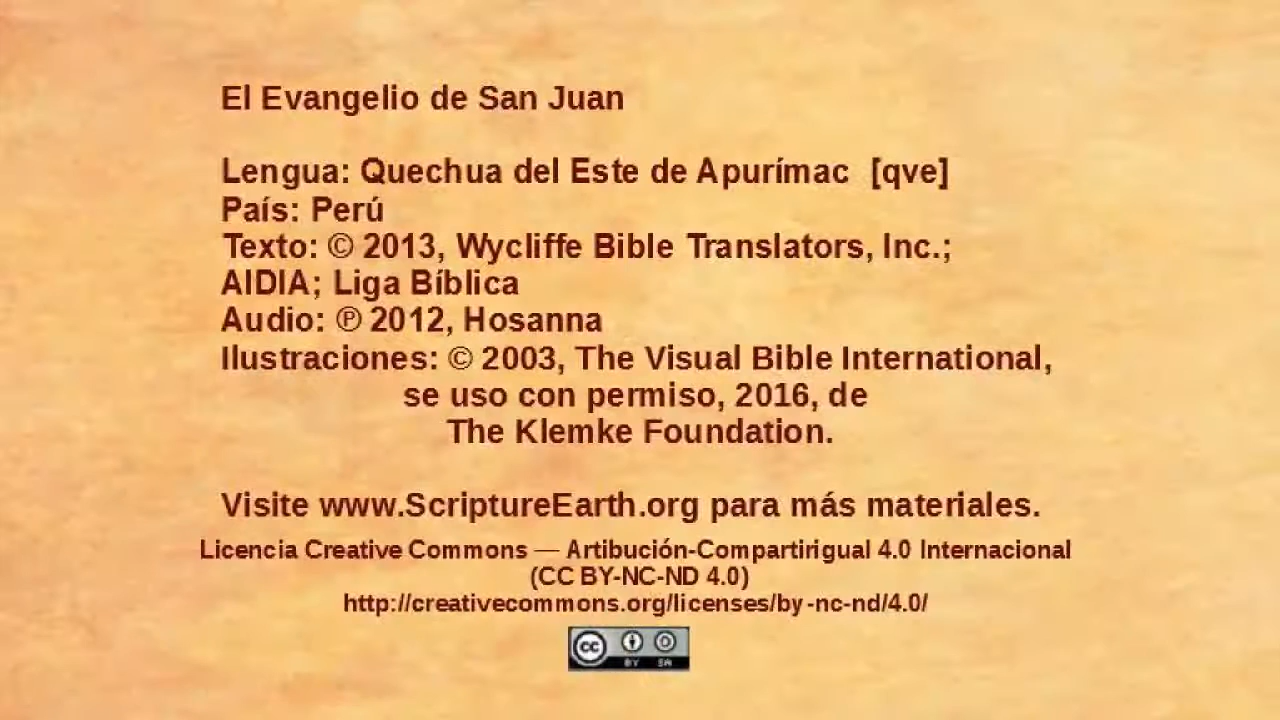 El Evangelio de San Juan
Lengua: Quechua del Este de Apurímac [qve]
País: Perú
Texto: © 2013, Wycliffe Bible Translators, Inc.;
AIDIA; Liga Bíblica
Audio: ℗ 2012, Hosanna
Ilustraciones: © 2003, The Visual Bible International,
se uso con permiso, 2016, de
The Klemke Foundation.
Visite www.ScriptureEarth.org para más materiales.
Licencia Creative Commons — Artibución-Compartirigual 4.0 Internacional
(CC BY-NC-ND 4.0)
http://creativecommons.org/licenses/by-nc-nd/4.0/
cc BY SA